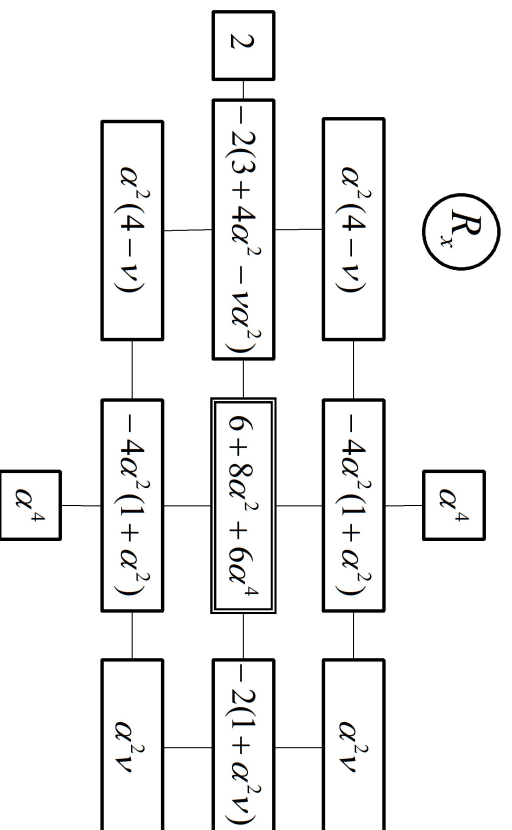 Rₓ
α⁴
α²(4 − ν)
− 4α²(1 + α²)
α²ν
2
− 2(3 + 4α² − να²)
6 + 8α² + 6α⁴
− 2(1 + α²ν)
α²(4 − ν)
− 4α²(1 + α²)
α²ν
α⁴